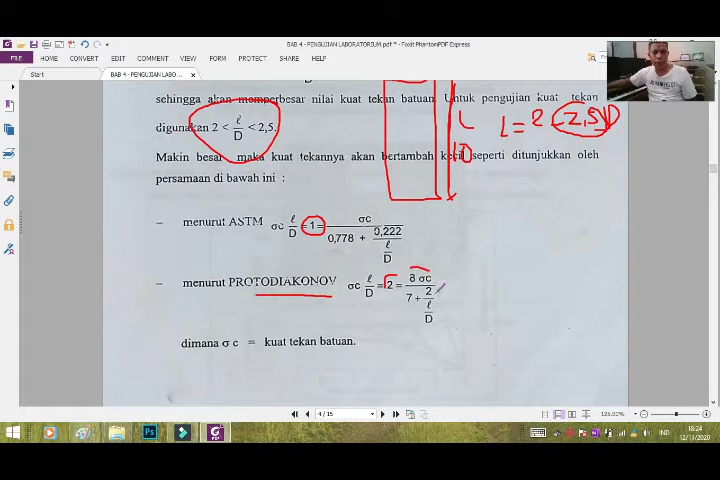 BAB 4 - PENGUJIAN LABORATORIUM.pdf * - Foxit PhantomPDF Express
FILE HOME CONVERT EDIT COMMENT VIEW FORM PROTECT SHARE HELP
Start BAB 4 - PENGUJIAN LABO...
sehingga akan memperbesar nilai kuat tekan batuan. Untuk pengujian kuat tekan
digunakan 2 < ℓ/D < 2,5.
L = 2 - 2,5 D
L
10
Makin besar maka kuat tekannya akan bertambah kecil seperti ditunjukkan oleh
persamaan di bawah ini :
– menurut ASTM σc ℓ/D = 1 = σc / (0,778 + 0,222 / (ℓ/D))
– menurut PROTODIAKONOV σc ℓ/D = 2 = 8 σc / (7 + 2 / (ℓ/D))
dimana σ c = kuat tekan batuan.
4 / 15
125.00%
IND
18:24
12/11/2020